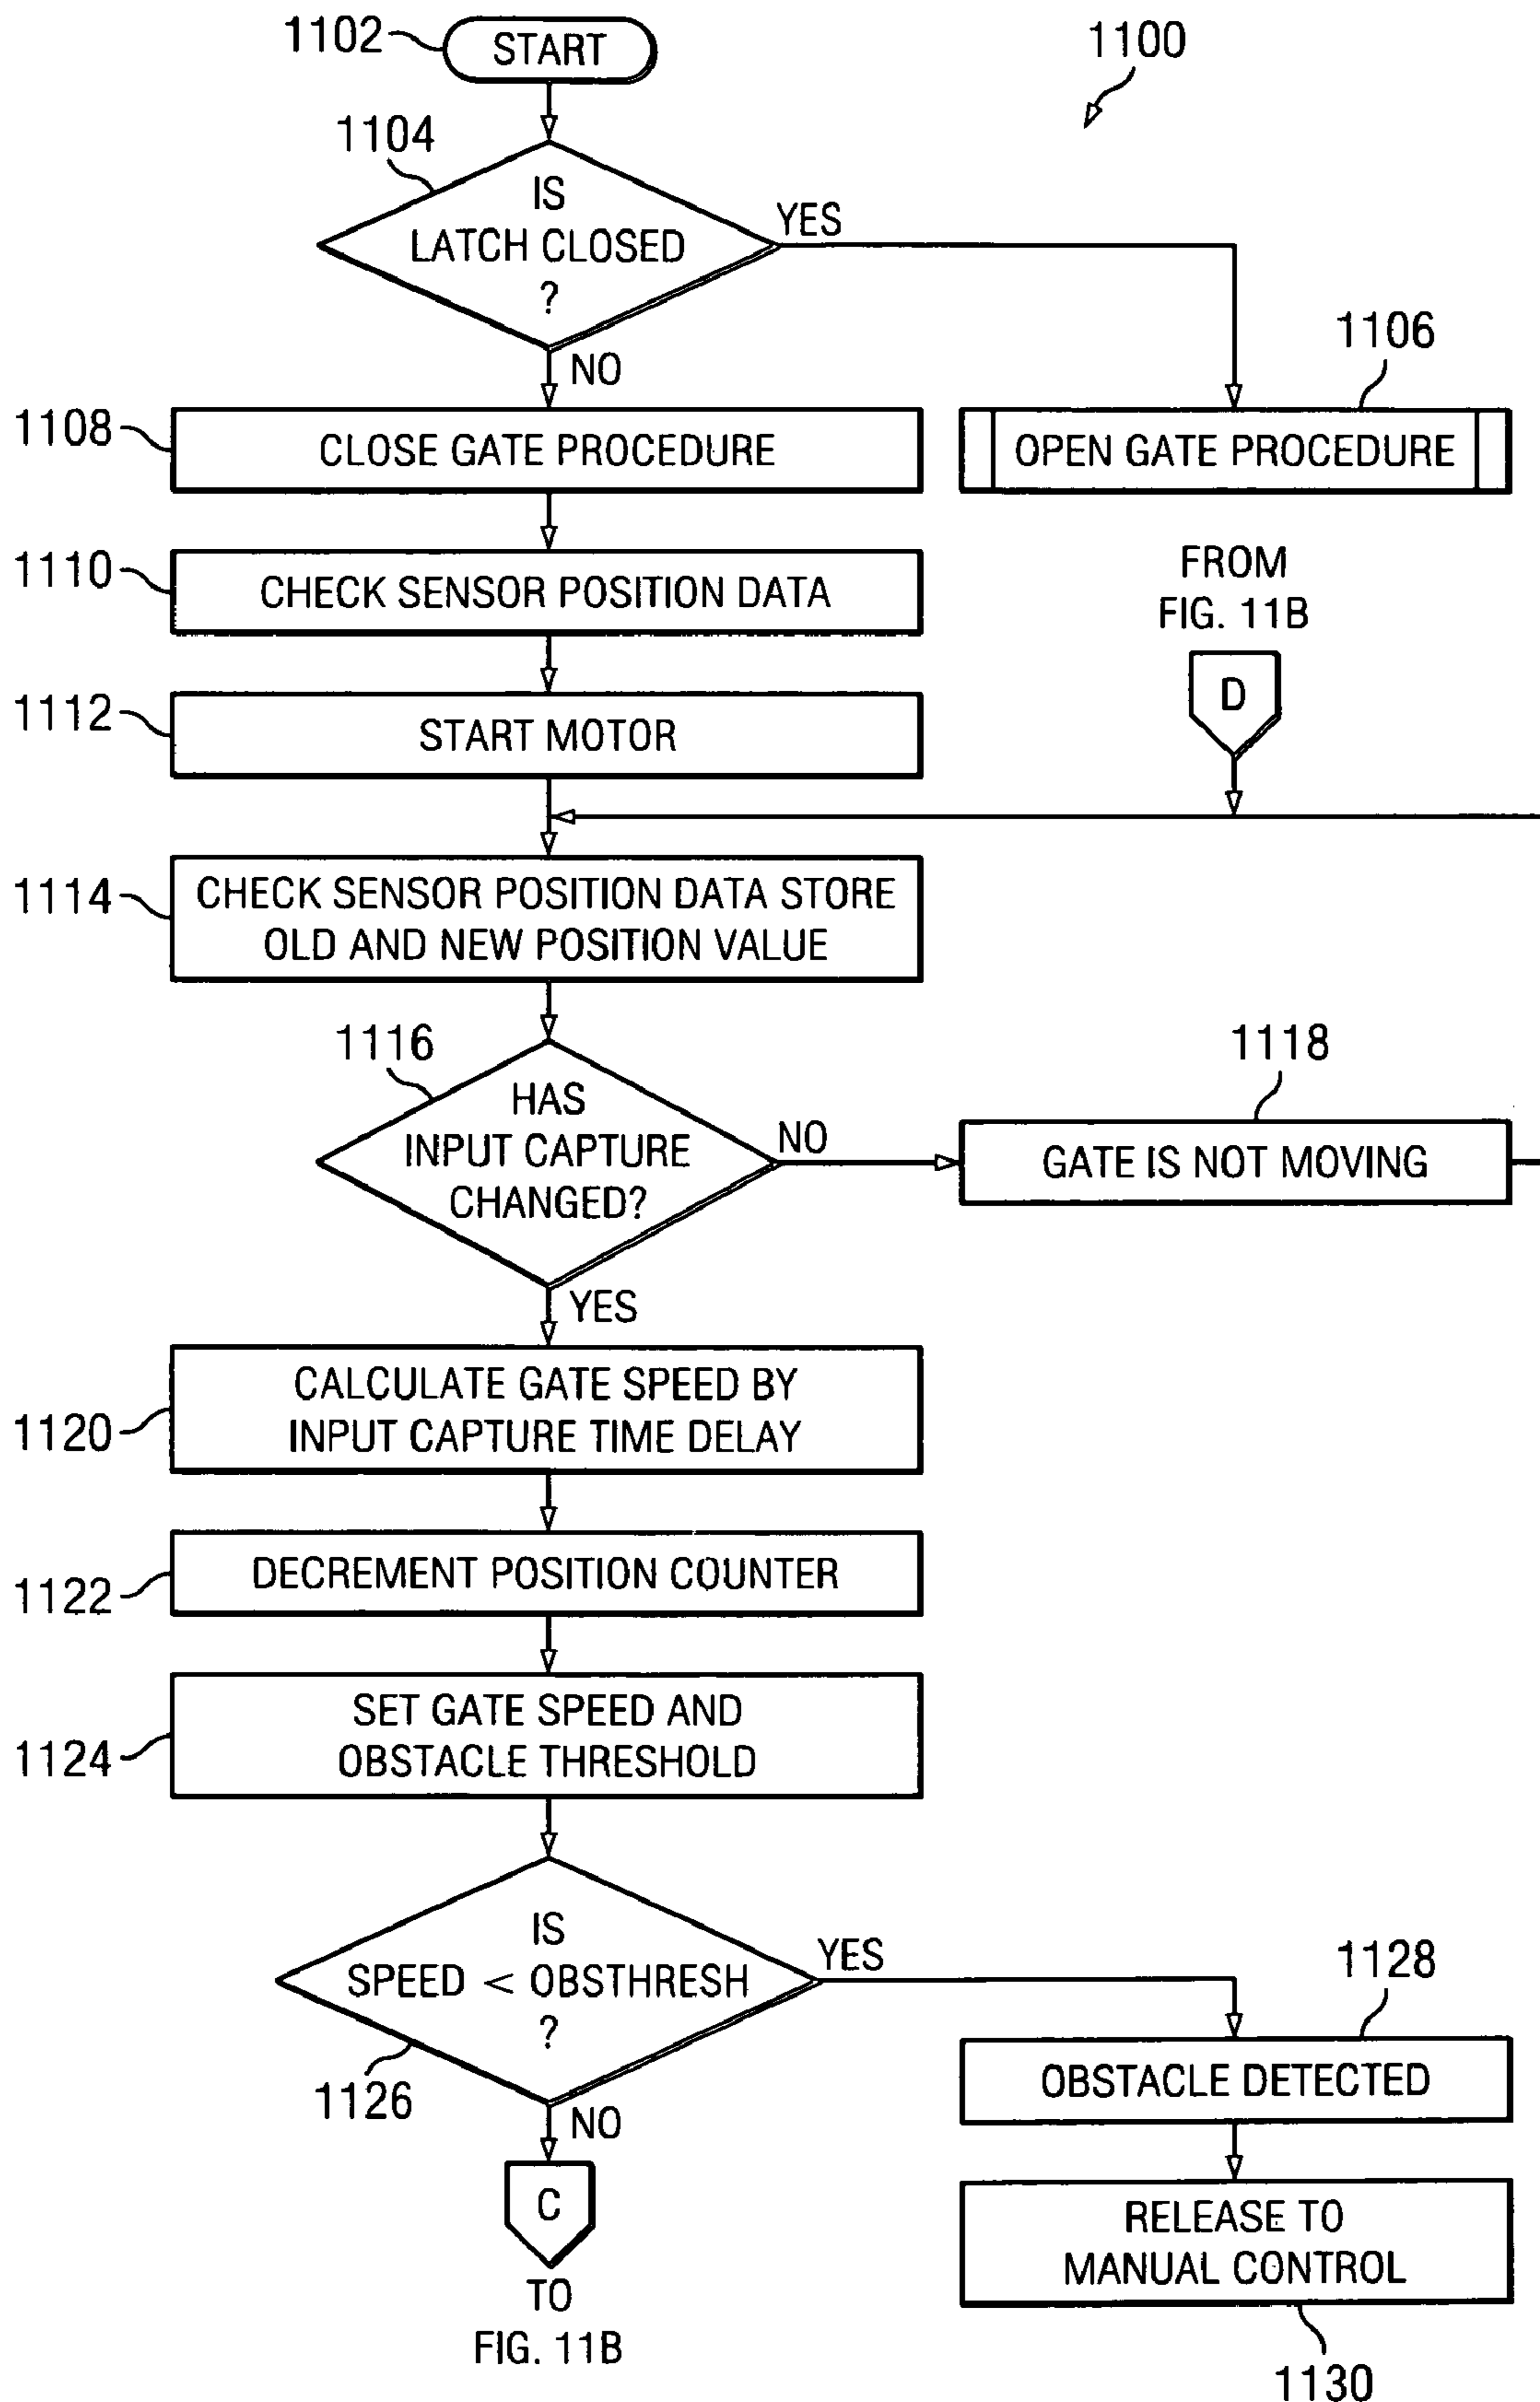 1102
START
1100
1104
IS
LATCH CLOSED
?
YES
NO
1106
1108
CLOSE GATE PROCEDURE
OPEN GATE PROCEDURE
1110
CHECK SENSOR POSITION DATA
FROM
FIG. 11B
D
1112
START MOTOR
1114
CHECK SENSOR POSITION DATA STORE
OLD AND NEW POSITION VALUE
1116
HAS
INPUT CAPTURE
CHANGED?
NO
1118
GATE IS NOT MOVING
YES
1120
CALCULATE GATE SPEED BY
INPUT CAPTURE TIME DELAY
1122
DECREMENT POSITION COUNTER
1124
SET GATE SPEED AND
OBSTACLE THRESHOLD
IS
SPEED < OBSTHRESH
?
YES
1126
NO
1128
OBSTACLE DETECTED
C
TO
FIG. 11B
RELEASE TO
MANUAL CONTROL
1130